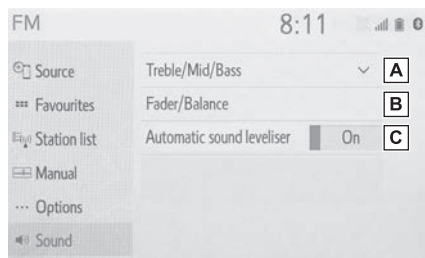 FM 8:11
Source
Treble/Mid/Bass A
Favourites
Fader/Balance B
Station list
Automatic sound leveliser On C
Manual
Options
Sound